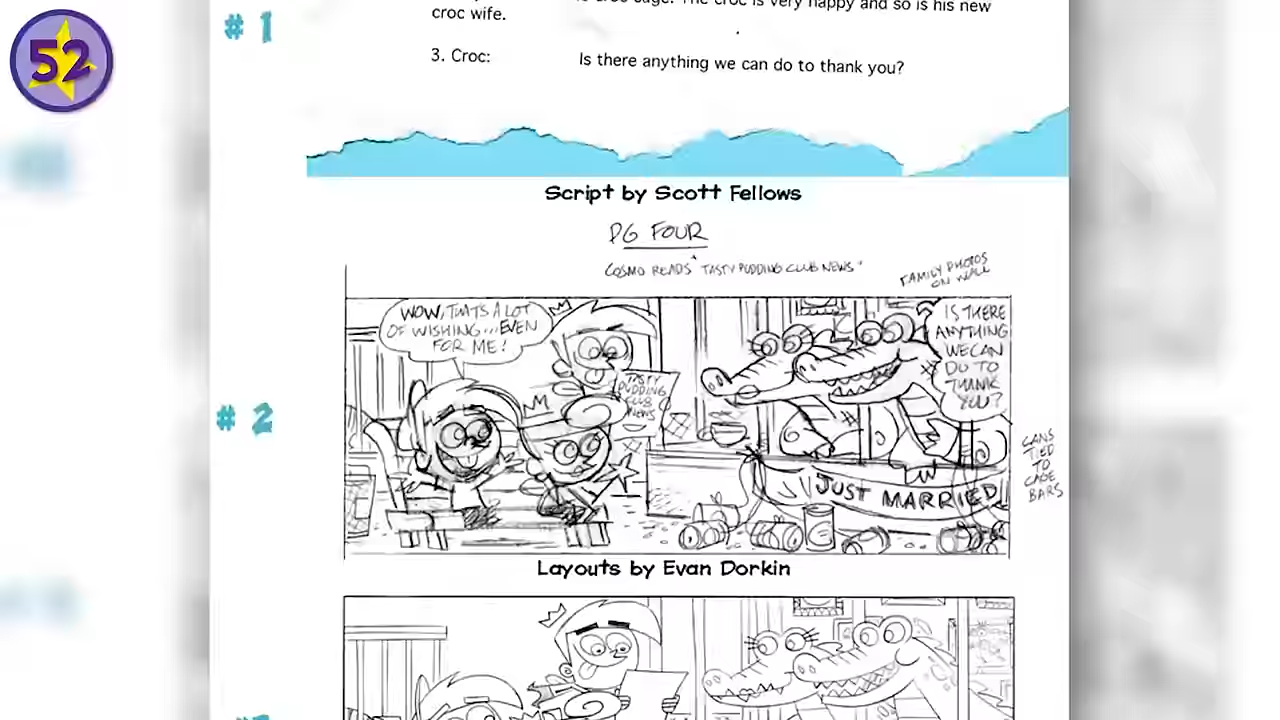 52
# 1
croc cage. The croc is very happy and so is his new
croc wife.
3. Croc: Is there anything we can do to thank you?
Script by Scott Fellows
PG FOUR
COSMO READS "TASTY PUDDING CLUB NEWS"
FAMILY PHOTOS
ON WALL
WOW, THATS A LOT
OF WISHING...EVEN
FOR ME!
TASTY
PUDDING
CLUB
NEWS
IS THERE
ANYTHING
WE CAN
DO TO
THANK
YOU?
# 2
CANS
TIED
TO
CAGE
BARS
JUST MARRIED
Layouts by Evan Dorkin